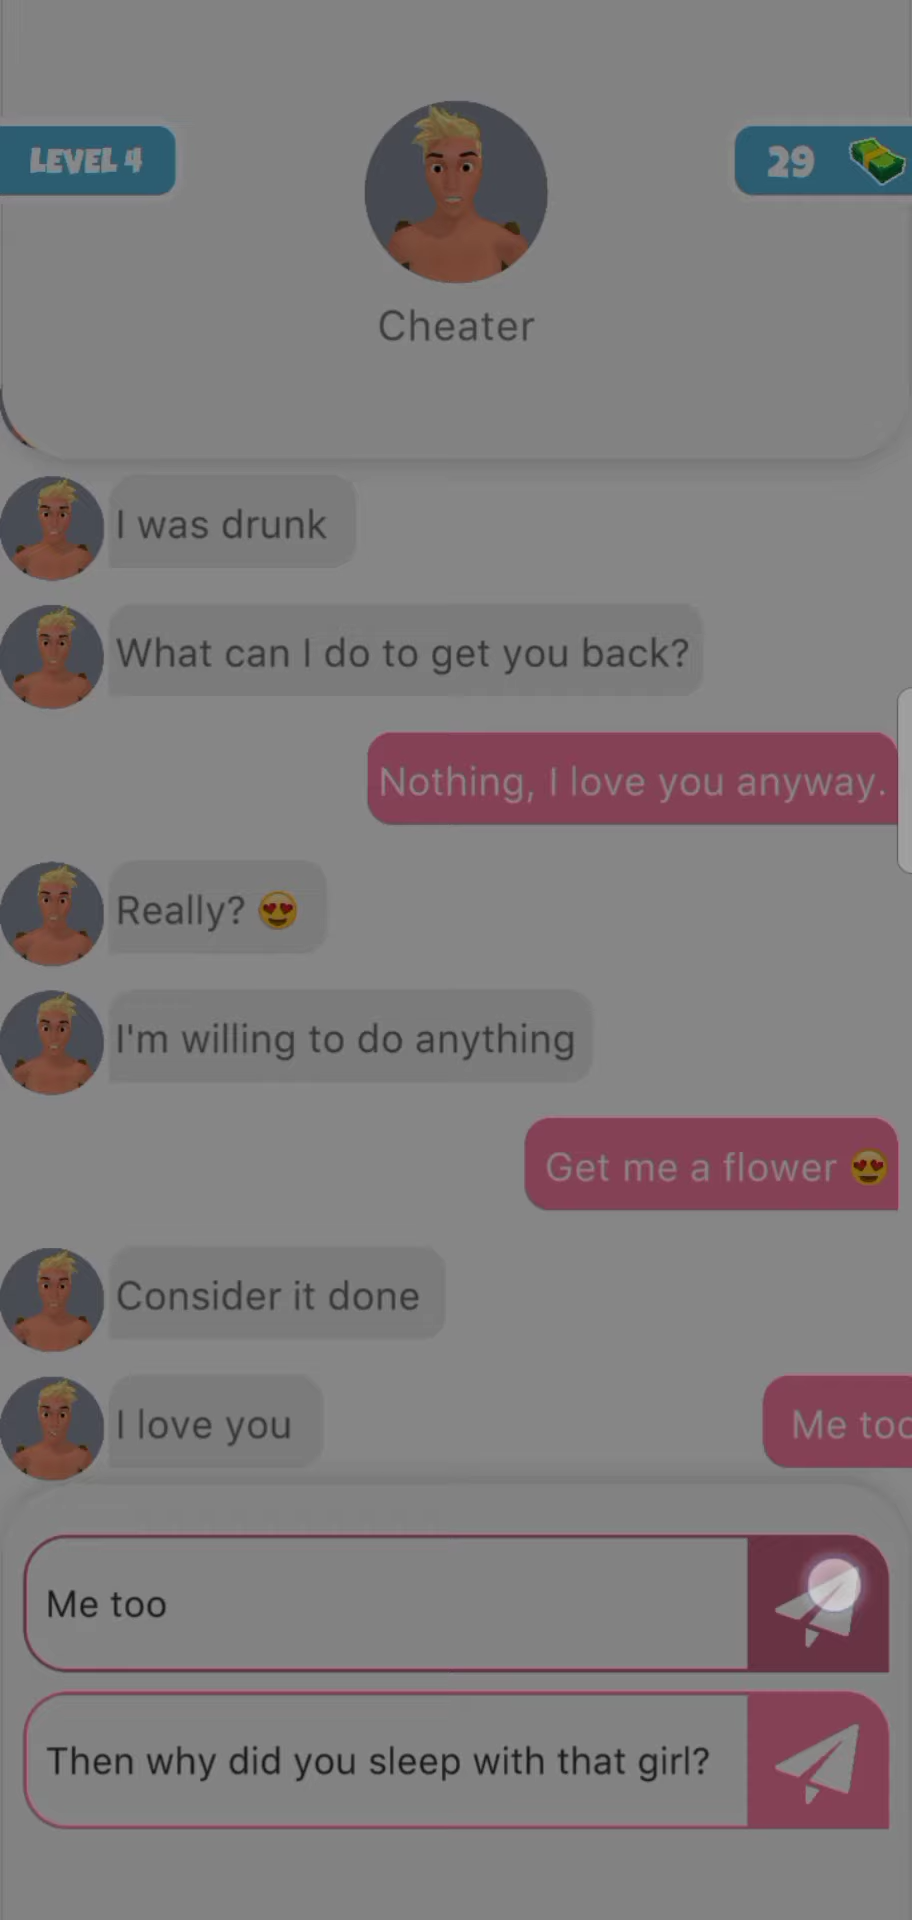 LEVEL 4
29
Cheater
I was drunk
What can I do to get you back?
Nothing, I love you anyway.
Really? 😍
I'm willing to do anything
Get me a flower 😍
Consider it done
I love you
Me too
Me too
Then why did you sleep with that girl?